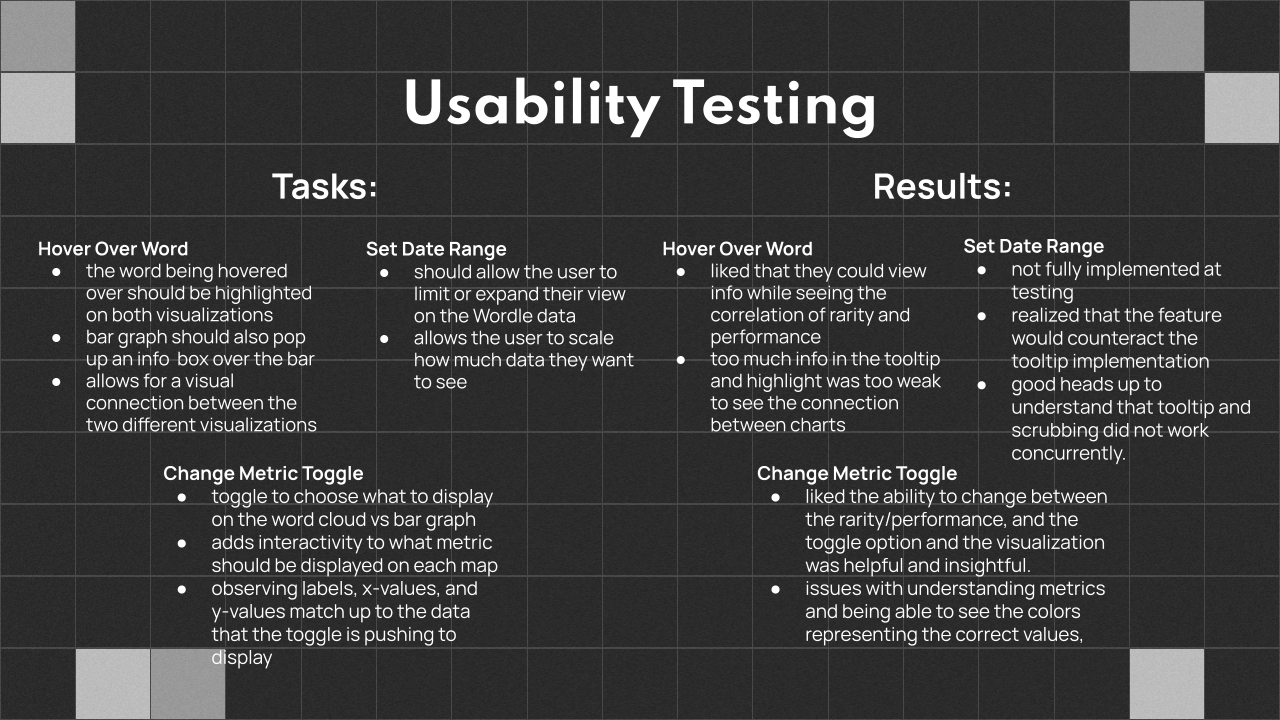 Usability Testing
Tasks:
Hover Over Word
● the word being hovered
over should be highlighted
on both visualizations
● bar graph should also pop
up an info  box over the bar
● allows for a visual
connection between the
two different visualizations
Set Date Range
● should allow the user to
limit or expand their view
on the Wordle data
● allows the user to scale
how much data they want
to see
Change Metric Toggle
● toggle to choose what to display
on the word cloud vs bar graph
● adds interactivity to what metric
should be displayed on each map
● observing labels, x-values, and
y-values match up to the data
that the toggle is pushing to
display
Results:
Hover Over Word
● liked that they could view
info while seeing the
correlation of rarity and
performance
● too much info in the tooltip
and highlight was too weak
to see the connection
between charts
Set Date Range
● not fully implemented at
testing
● realized that the feature
would counteract the
tooltip implementation
● good heads up to
understand that tooltip and
scrubbing did not work
concurrently.
Change Metric Toggle
● liked the ability to change between
the rarity/performance, and the
toggle option and the visualization
was helpful and insightful.
● issues with understanding metrics
and being able to see the colors
representing the correct values,